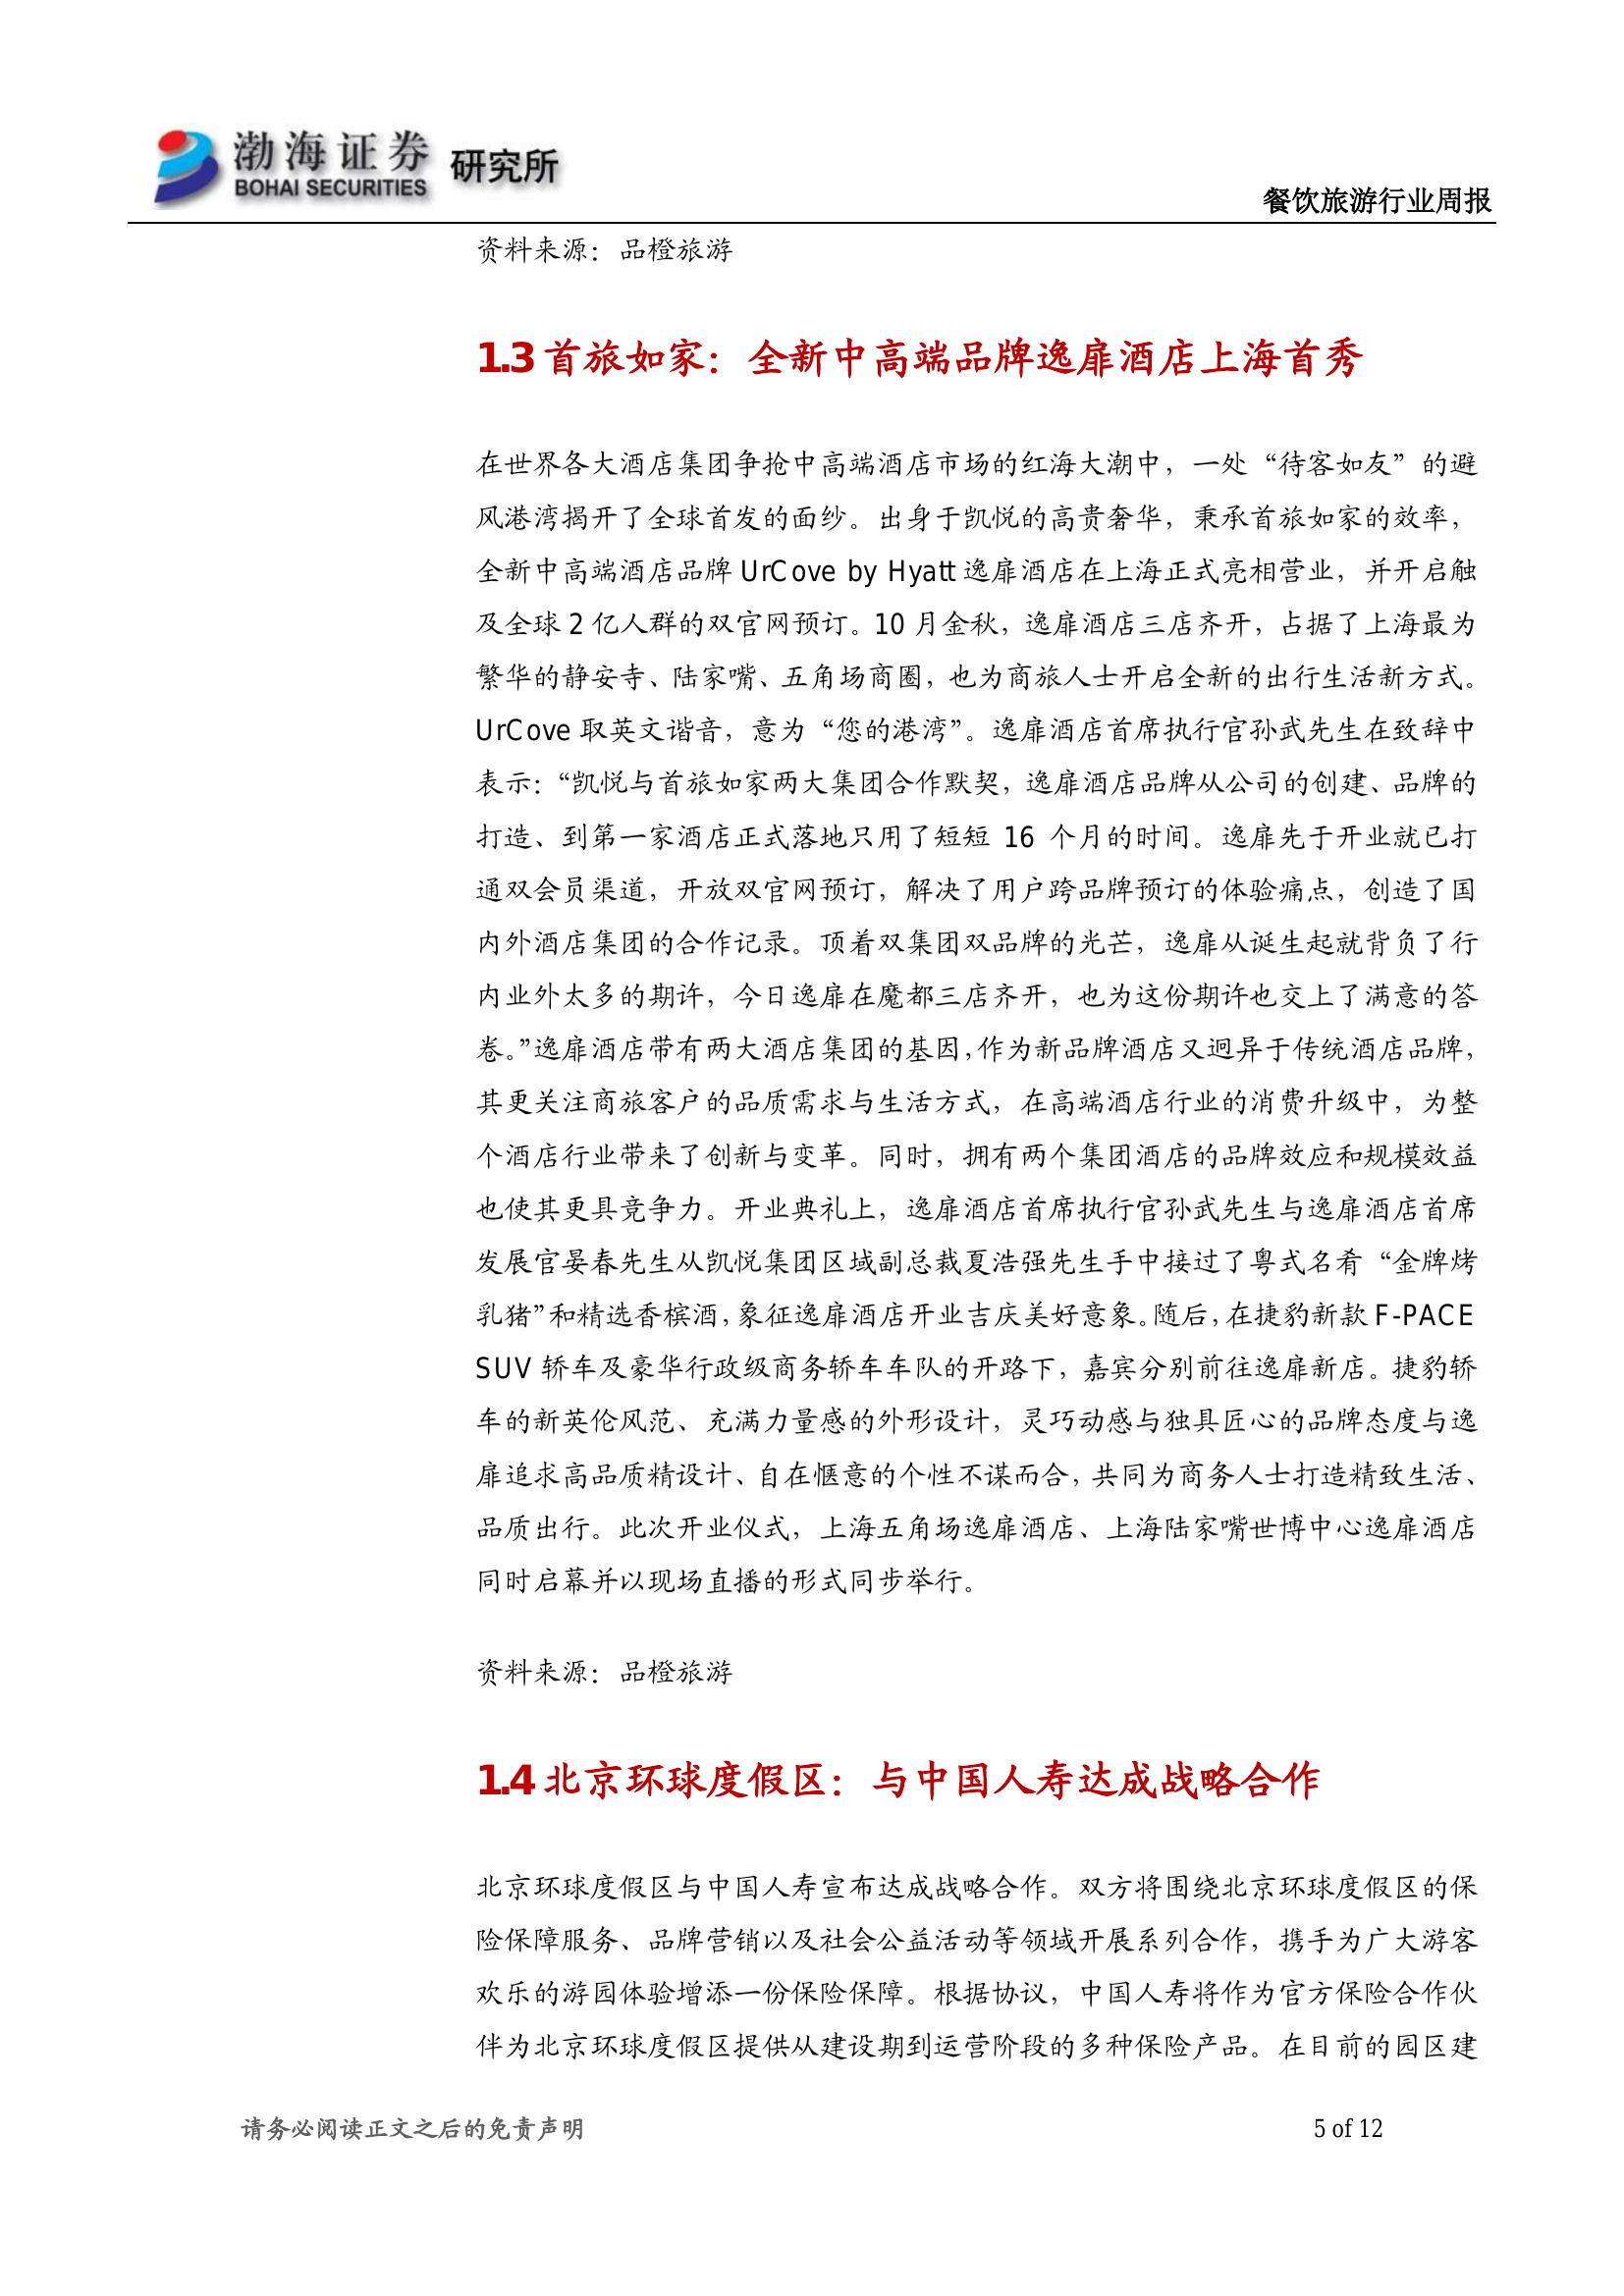 渤海证券 研究所
BOHAI SECURITIES
餐饮旅游行业周报
资料来源：品橙旅游
1.3 首旅如家：全新中高端品牌逸扉酒店上海首秀
在世界各大酒店集团争抢中高端酒店市场的红海大潮中，一处“待客如友”的避
风港湾揭开了全球首发的面纱。出身于凯悦的高贵奢华，秉承首旅如家的效率，
全新中高端酒店品牌 UrCove by Hyatt 逸扉酒店在上海正式亮相营业，并开启触
及全球 2 亿人群的双官网预订。10 月金秋，逸扉酒店三店齐开，占据了上海最为
繁华的静安寺、陆家嘴、五角场商圈，也为商旅人士开启全新的出行生活新方式。
UrCove 取英文谐音，意为“您的港湾”。逸扉酒店首席执行官孙武先生在致辞中
表示：“凯悦与首旅如家两大集团合作默契，逸扉酒店品牌从公司的创建、品牌的
打造、到第一家酒店正式落地只用了短短 16 个月的时间。逸扉先于开业就已打
通双会员渠道，开放双官网预订，解决了用户跨品牌预订的体验痛点，创造了国
内外酒店集团的合作记录。顶着双集团双品牌的光芒，逸扉从诞生起就背负了行
内业外太多的期许，今日逸扉在魔都三店齐开，也为这份期许也交上了满意的答
卷。”逸扉酒店带有两大酒店集团的基因，作为新品牌酒店又迥异于传统酒店品牌，
其更关注商旅客户的品质需求与生活方式，在高端酒店行业的消费升级中，为整
个酒店行业带来了创新与变革。同时，拥有两个集团酒店的品牌效应和规模效益
也使其更具竞争力。开业典礼上，逸扉酒店首席执行官孙武先生与逸扉酒店首席
发展官晏春先生从凯悦集团区域副总裁夏浩强先生手中接过了粤式名肴“金牌烤
乳猪”和精选香槟酒，象征逸扉酒店开业吉庆美好意象。随后，在捷豹新款 F-PACE
SUV 轿车及豪华行政级商务轿车车队的开路下，嘉宾分别前往逸扉新店。捷豹轿
车的新英伦风范、充满力量感的外形设计，灵巧动感与独具匠心的品牌态度与逸
扉追求高品质精设计、自在惬意的个性不谋而合，共同为商务人士打造精致生活、
品质出行。此次开业仪式，上海五角场逸扉酒店、上海陆家嘴世博中心逸扉酒店
同时启幕并以现场直播的形式同步举行。
资料来源：品橙旅游
1.4 北京环球度假区：与中国人寿达成战略合作
北京环球度假区与中国人寿宣布达成战略合作。双方将围绕北京环球度假区的保
险保障服务、品牌营销以及社会公益活动等领域开展系列合作，携手为广大游客
欢乐的游园体验增添一份保险保障。根据协议，中国人寿将作为官方保险合作伙
伴为北京环球度假区提供从建设期到运营阶段的多种保险产品。在目前的园区建
请务必阅读正文之后的免责声明
5 of 12